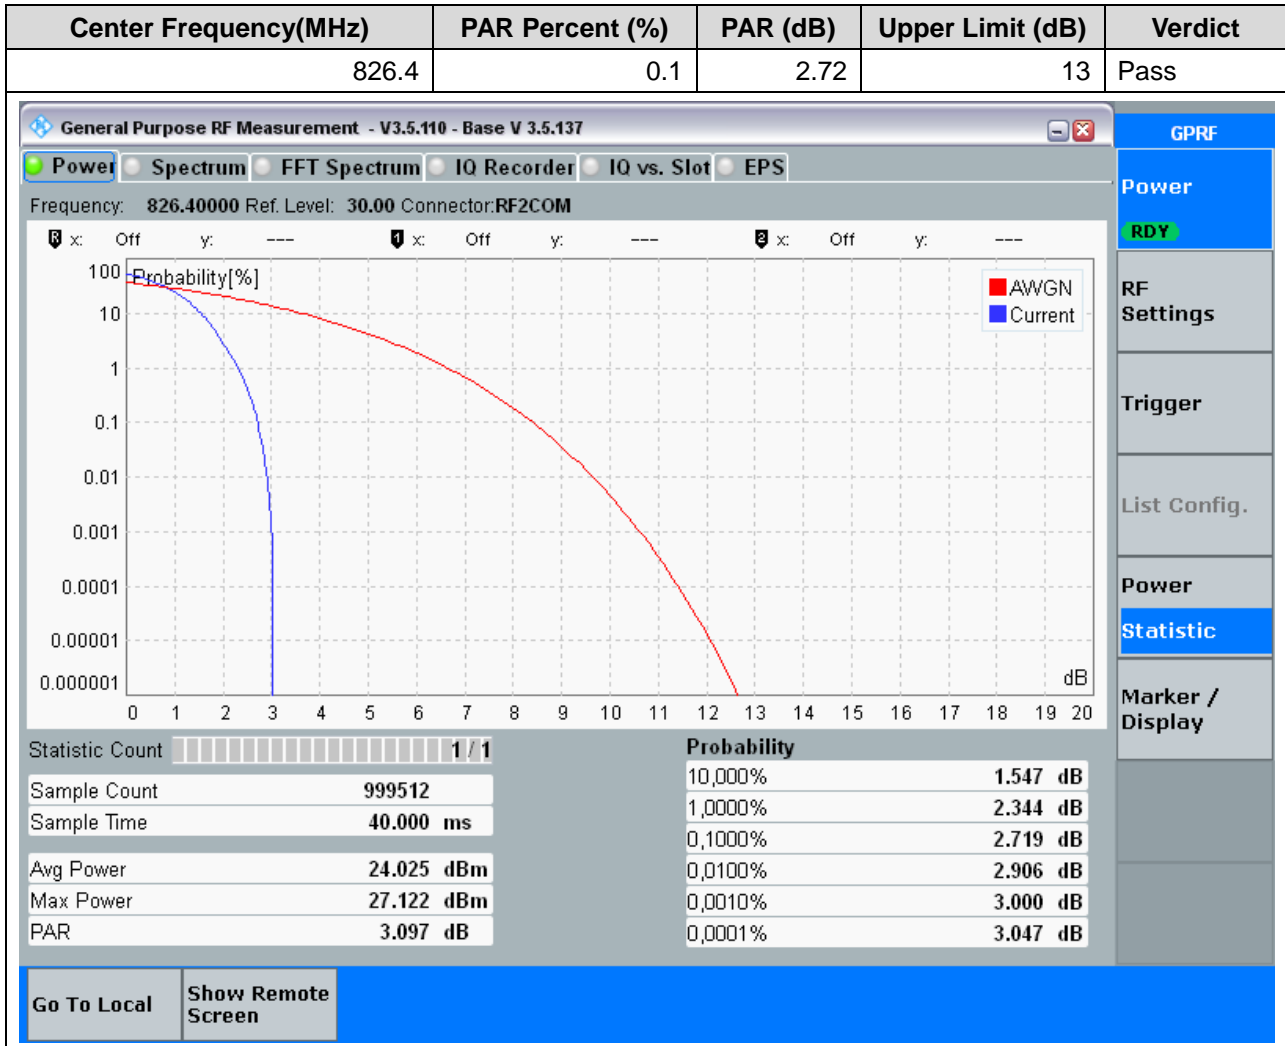 Center Frequency(MHz) PAR Percent (%) PAR (dB) Upper Limit (dB) Verdict
826.4 0.1 2.72 13 Pass
General Purpose RF Measurement - V3.5.110 - Base V 3.5.137
GPRF
Power Spectrum FFT Spectrum IQ Recorder IQ vs. Slot EPS
Frequency: 826.40000 Ref. Level: 30.00 Connector:RF2COM
R x: Off y: --- 1 x: Off y: --- 2 x: Off y: ---
Probability[%]
AWGN
Current
100
10
1
0.1
0.01
0.001
0.0001
0.00001
0.000001
dB
0 1 2 3 4 5 6 7 8 9 10 11 12 13 14 15 16 17 18 19 20
Power
RDY
RF
Settings
Trigger
List Config.
Power
Statistic
Marker /
Display
Statistic Count 1 / 1
Sample Count 999512
Sample Time 40.000 ms
Avg Power 24.025 dBm
Max Power 27.122 dBm
PAR 3.097 dB
Probability
10,000% 1.547 dB
1,0000% 2.344 dB
0,1000% 2.719 dB
0,0100% 2.906 dB
0,0010% 3.000 dB
0,0001% 3.047 dB
Go To Local
Show Remote
Screen